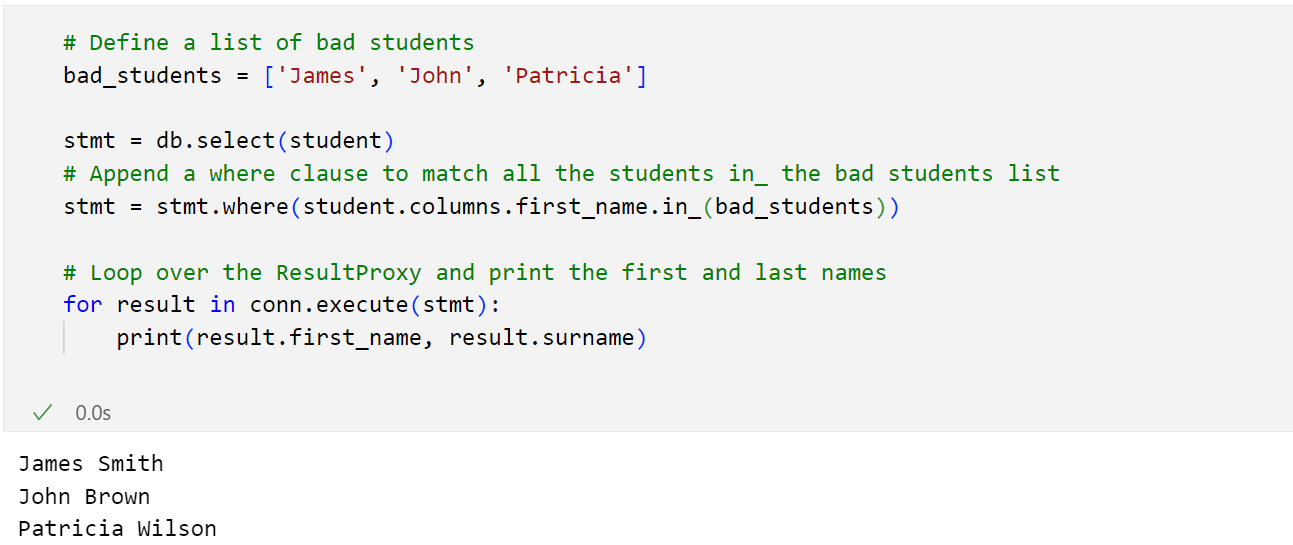 # Define a list of bad students
bad_students = ['James', 'John', 'Patricia']
stmt = db.select(student)
# Append a where clause to match all the students in_ the bad students list
stmt = stmt.where(student.columns.first_name.in_(bad_students))
# Loop over the ResultProxy and print the first and last names
for result in conn.execute(stmt):
    print(result.first_name, result.surname)
0.0s
James Smith
John Brown
Patricia Wilson